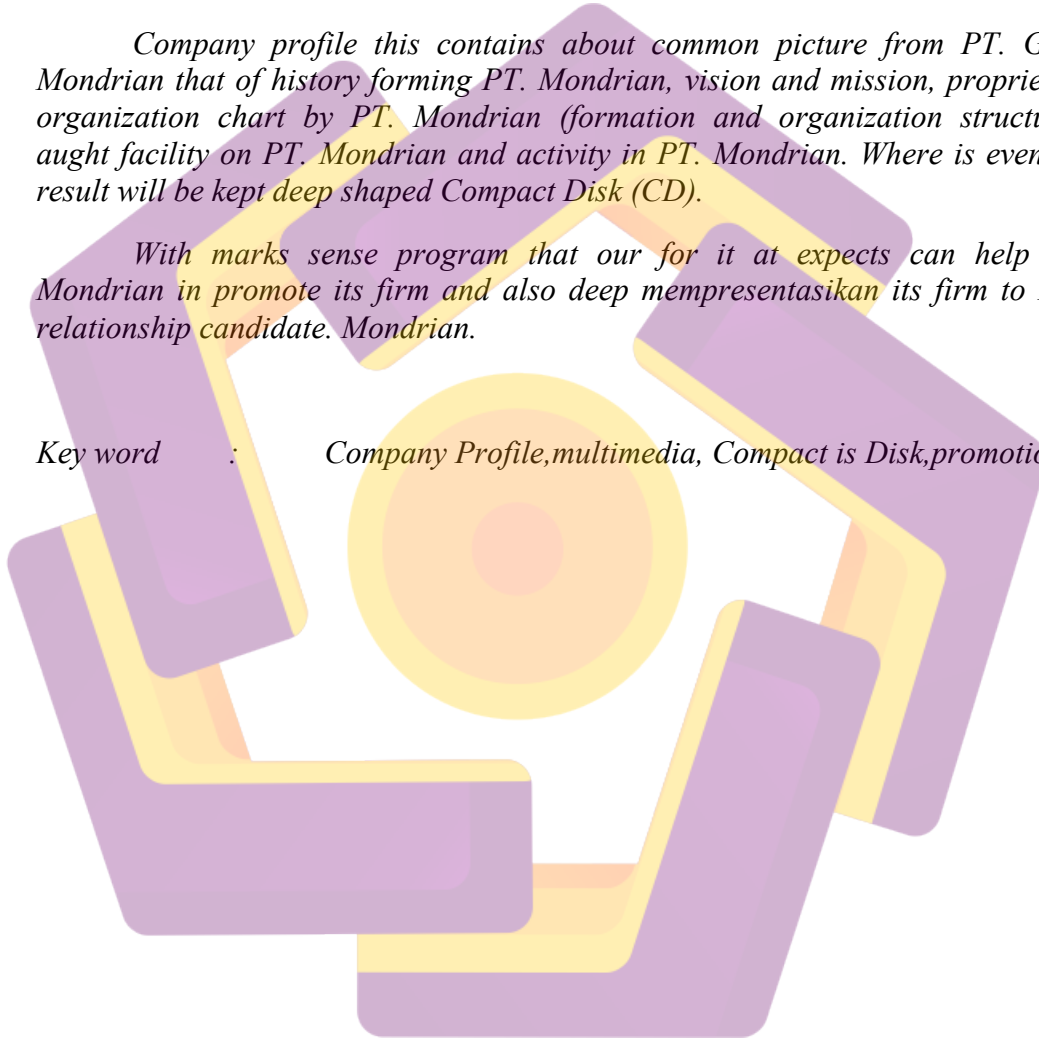 Company profile this contains about common picture from PT. G
Mondrian that of history forming PT. Mondrian, vision and mission, proprie
organization chart by PT. Mondrian (formation and organization structu
aught facility on PT. Mondrian and activity in PT. Mondrian. Where is even
result will be kept deep shaped Compact Disk (CD).
With marks sense program that our for it at expects can help
Mondrian in promote its firm and also deep mempresentasikan its firm to
relationship candidate. Mondrian.
Key word : Company Profile,multimedia, Compact is Disk,promotio